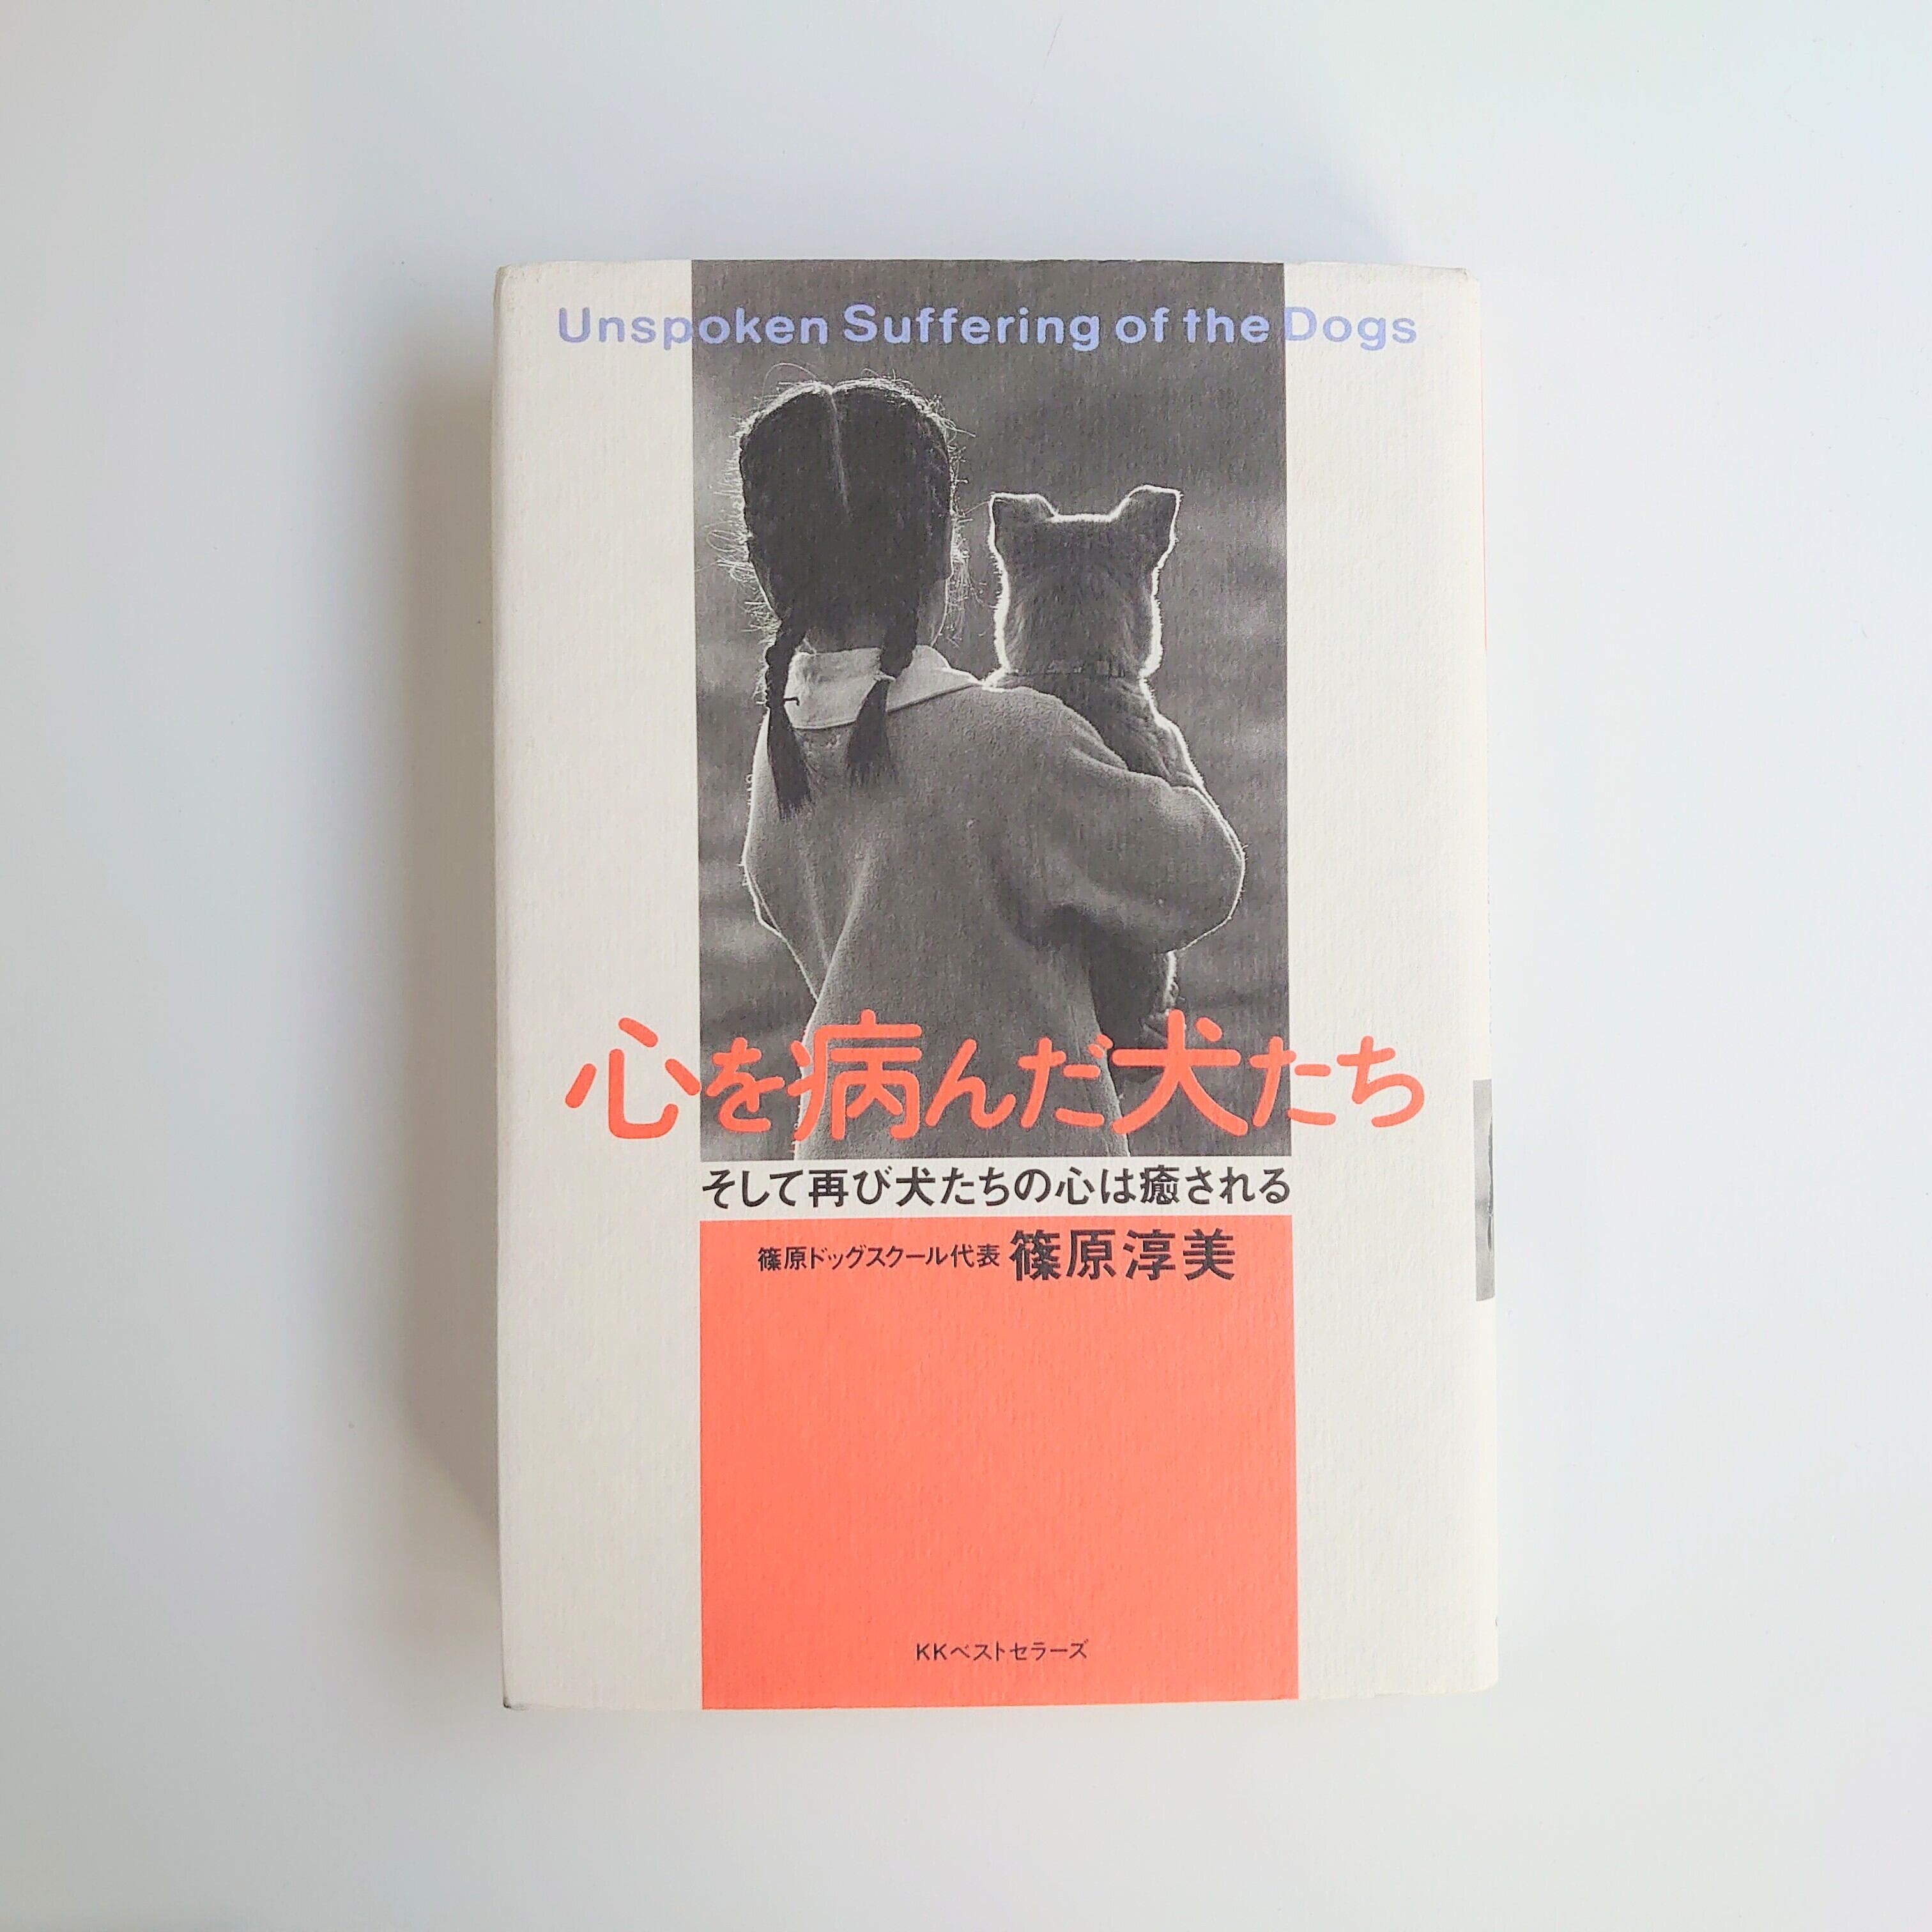 Unspoken Suffering of the Dogs
心を病んだ犬たち
そして再び犬たちの心は癒される
篠原ドッグスクール代表 篠原淳美
KKベストセラーズ